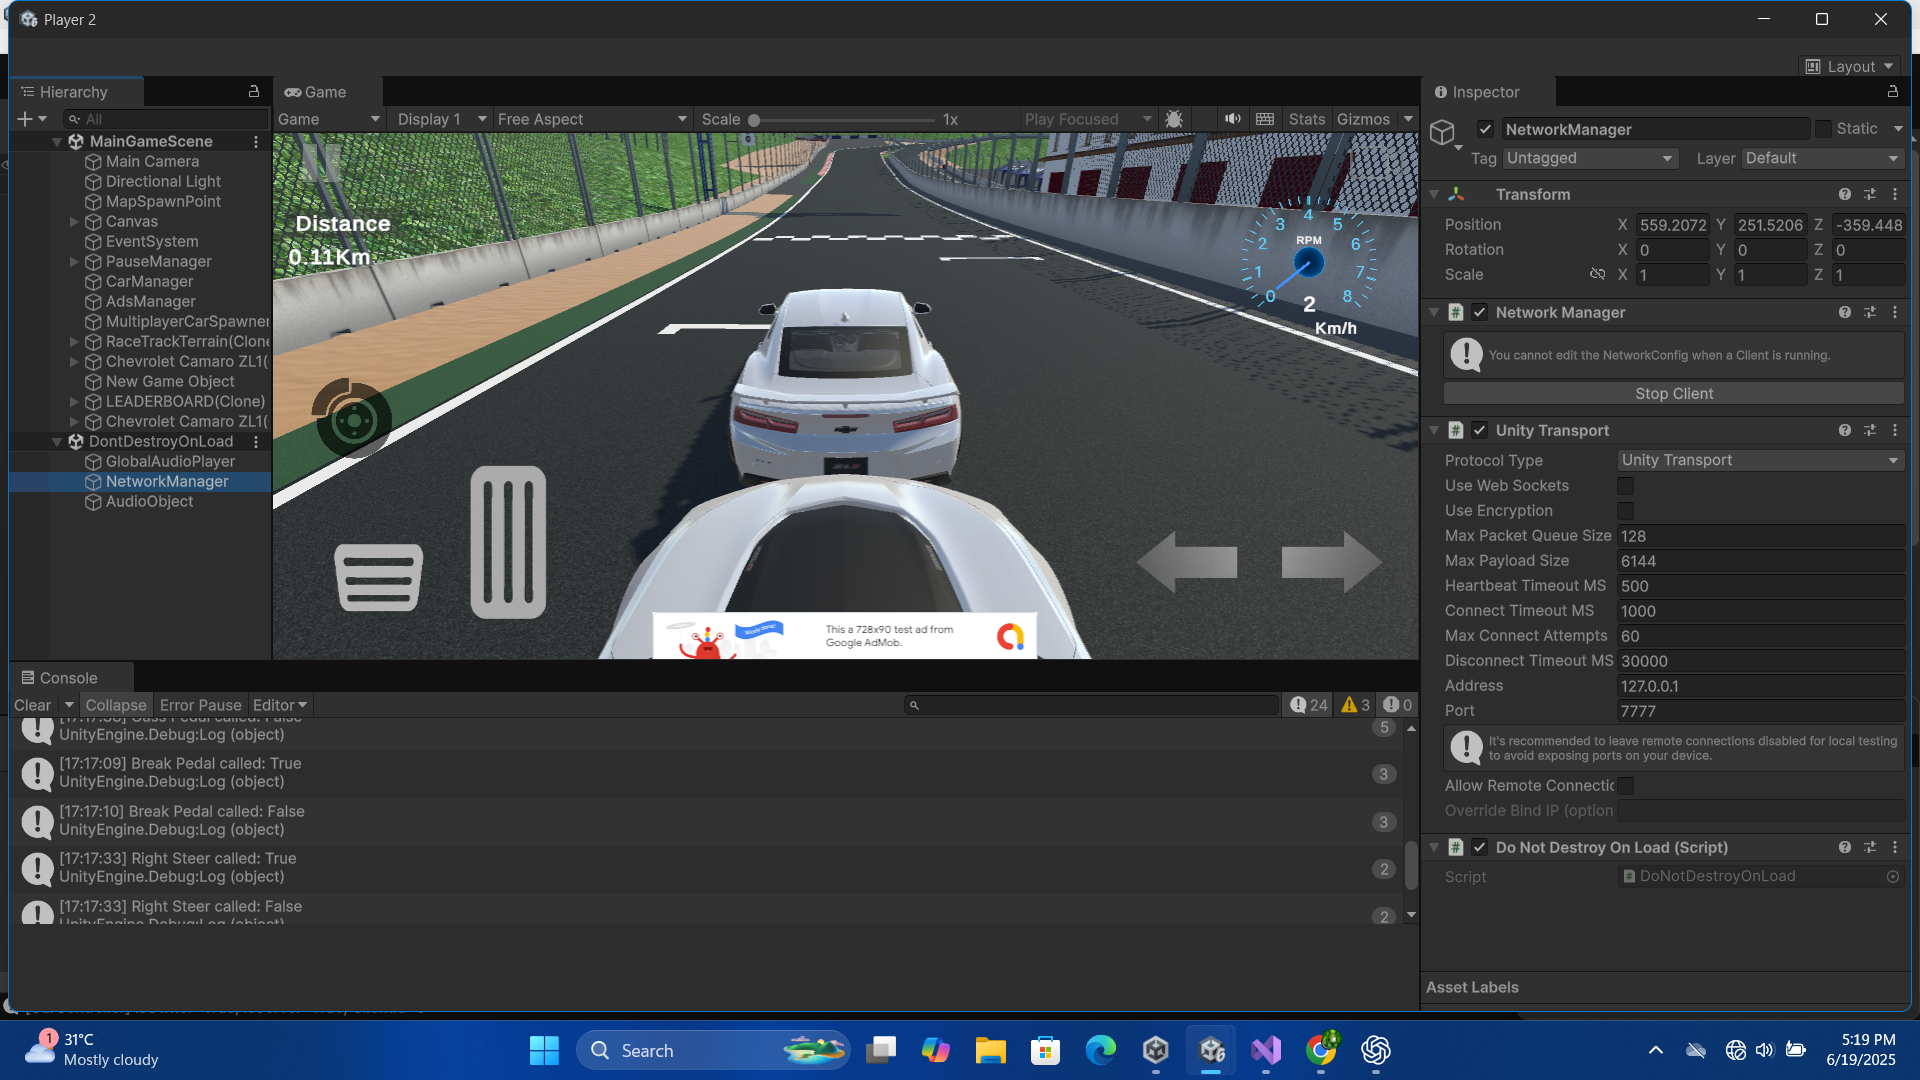 Player 2
Layout
Hierarchy
All
MainGameScene
Main Camera
Directional Light
MapSpawnPoint
Canvas
EventSystem
PauseManager
CarManager
AdsManager
MultiplayerCarSpawner
RaceTrackTerrain(Clone
Chevrolet Camaro ZL1(
New Game Object
LEADERBOARD(Clone)
Chevrolet Camaro ZL1(
DontDestroyOnLoad
GlobalAudioPlayer
NetworkManager
AudioObject
Game
Game Display 1 Free Aspect Scale 1x Play Focused Stats Gizmos
Distance
0.11Km
RPM
0 1 2 3 4 5 6 7 8
2
Km/h
This a 728x90 test ad from
Google AdMob.
Console
Clear Collapse Error Pause Editor 24 3 0
[17:17:09] Break Pedal called: True
UnityEngine.Debug:Log (object)
3
[17:17:10] Break Pedal called: False
UnityEngine.Debug:Log (object)
3
[17:17:33] Right Steer called: True
UnityEngine.Debug:Log (object)
2
[17:17:33] Right Steer called: False
UnityEngine.Debug:Log (object)
2
Inspector
NetworkManager Static
Tag Untagged Layer Default
Transform
Position X 559.2072 Y 251.5206 Z -359.448
Rotation X 0 Y 0 Z 0
Scale X 1 Y 1 Z 1
Network Manager
You cannot edit the NetworkConfig when a Client is running.
Stop Client
Unity Transport
Protocol Type Unity Transport
Use Web Sockets
Use Encryption
Max Packet Queue Size 128
Max Payload Size 6144
Heartbeat Timeout MS 500
Connect Timeout MS 1000
Max Connect Attempts 60
Disconnect Timeout MS 30000
Address 127.0.0.1
Port 7777
It's recommended to leave remote connections disabled for local testing
to avoid exposing ports on your device.
Allow Remote Connectic
Override Bind IP (option
Do Not Destroy On Load (Script)
Script DoNotDestroyOnLoad
Asset Labels
1
31°C
Mostly cloudy
Search
5:19 PM
6/19/2025